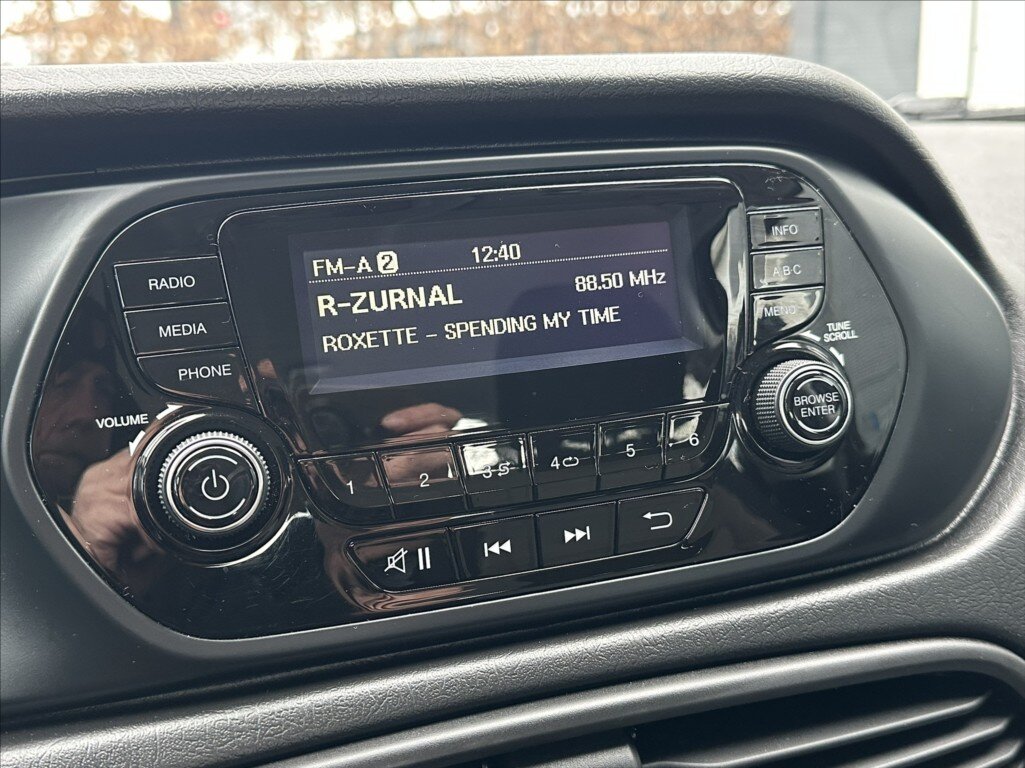 FM-A 2 12:40
R-ZURNAL 88.50 MHz
ROXETTE - SPENDING MY TIME
RADIO
MEDIA
PHONE
VOLUME
INFO
A·B·C
MENU
TUNE
SCROLL
BROWSE
ENTER
1 2 3 4 5 6